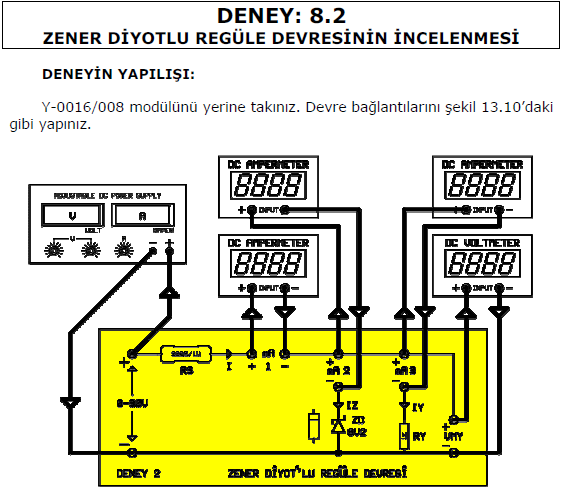 DENEY: 8.2
ZENER DİYOTLU REGÜLE DEVRESİNİN İNCELENMESİ
DENEYİN YAPILIŞI:
Y-0016/008 modülünü yerine takınız. Devre bağlantılarını şekil 13.10'daki
gibi yapınız.
ADJUSTABLE DC POWER SUPPLY
V
A
VOLT
V
A
- +
DC AMPERMETER
8888
+ INPUT -
DC AMPERMETER
8888
+ INPUT -
DC AMPERMETER
8888
+ INPUT -
DC VOLTMETER
8888
+ INPUT -
+
RS
I
+ mA 1 -
+ mA 2 -
+ mA 3 -
IZ
ZD
6V2
IY
RY
+ VRY -
-
DENEY 2
ZENER DİYOT'LU REGÜLE DEVRESİ